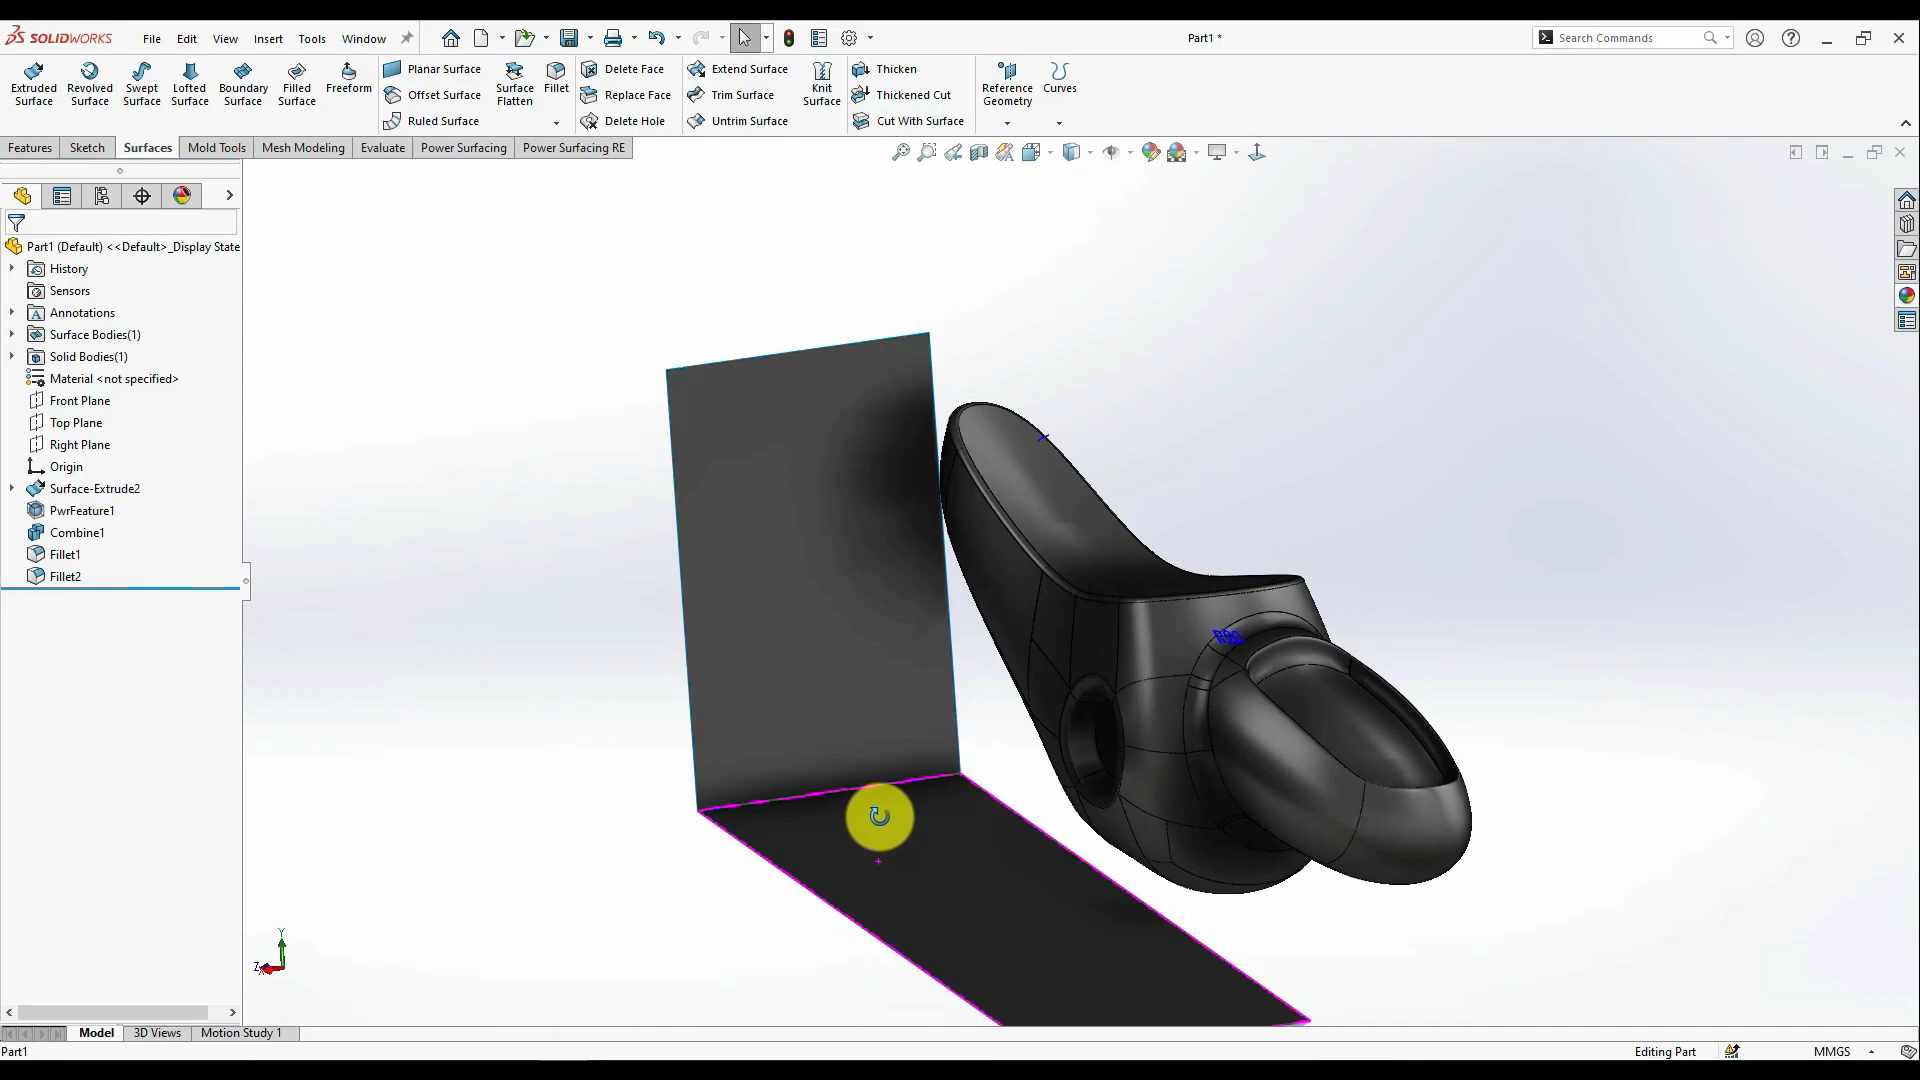 SOLIDWORKS File Edit View Insert Tools Window Part1 * Search Commands
Extruded Surface
Revolved Surface
Swept Surface
Lofted Surface
Boundary Surface
Filled Surface
Freeform
Planar Surface
Offset Surface
Ruled Surface
Surface Flatten
Fillet
Delete Face
Replace Face
Delete Hole
Extend Surface
Trim Surface
Untrim Surface
Knit Surface
Thicken
Thickened Cut
Cut With Surface
Reference Geometry
Curves
Features Sketch Surfaces Mold Tools Mesh Modeling Evaluate Power Surfacing Power Surfacing RE
Part1 (Default) <<Default>_Display State
History
Sensors
Annotations
Surface Bodies(1)
Solid Bodies(1)
Material <not specified>
Front Plane
Top Plane
Right Plane
Origin
Surface-Extrude2
PwrFeature1
Combine1
Fillet1
Fillet2
Y
Z
Model 3D Views Motion Study 1
Part1 Editing Part MMGS